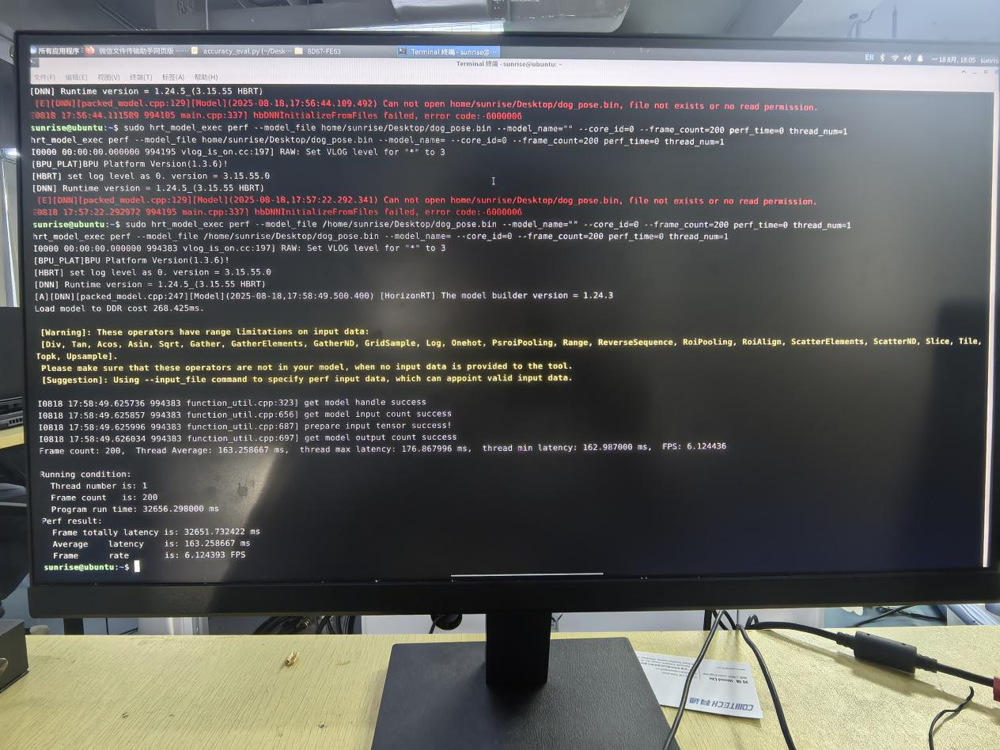 所有应用程序 微信文件传输助手网页版 ----··· accuracy_eval.py (~/Desk··· 8D67-FE63 Terminal 终端 - sunrise@··· EN 一 18 8月, 18:05 sunris
Terminal 终端 - sunrise@ubuntu: ~
文件(F) 编辑(E) 视图(V) 终端(T) 标签(A) 帮助(H)
[DNN] Runtime version = 1.24.5_(3.15.55 HBRT)
[E][DNN][packed_model.cpp:129][Model](2025-08-18,17:56:44.109.492) Can not open home/sunrise/Desktop/dog_pose.bin, file not exists or no read permission.
E0818 17:56:44.111589 994105 main.cpp:337] hbDNNInitializeFromFiles failed, error code:-6000006
sunrise@ubuntu:~$ sudo hrt_model_exec perf --model_file home/sunrise/Desktop/dog_pose.bin --model_name="" --core_id=0 --frame_count=200 perf_time=0 thread_num=1
hrt_model_exec perf --model_file home/sunrise/Desktop/dog_pose.bin --model_name= --core_id=0 --frame_count=200 perf_time=0 thread_num=1
I0000 00:00:00.000000 994195 vlog_is_on.cc:197] RAW: Set VLOG level for "*" to 3
[BPU_PLAT]BPU Platform Version(1.3.6)!
[HBRT] set log level as 0. version = 3.15.55.0
[DNN] Runtime version = 1.24.5_(3.15.55 HBRT)
[E][DNN][packed_model.cpp:129][Model](2025-08-18,17:57:22.292.341) Can not open home/sunrise/Desktop/dog_pose.bin, file not exists or no read permission.
E0818 17:57:22.292972 994195 main.cpp:337] hbDNNInitializeFromFiles failed, error code:-6000006
sunrise@ubuntu:~$ sudo hrt_model_exec perf --model_file /home/sunrise/Desktop/dog_pose.bin --model_name="" --core_id=0 --frame_count=200 perf_time=0 thread_num=1
hrt_model_exec perf --model_file /home/sunrise/Desktop/dog_pose.bin --model_name= --core_id=0 --frame_count=200 perf_time=0 thread_num=1
I0000 00:00:00.000000 994383 vlog_is_on.cc:197] RAW: Set VLOG level for "*" to 3
[BPU_PLAT]BPU Platform Version(1.3.6)!
[HBRT] set log level as 0. version = 3.15.55.0
[DNN] Runtime version = 1.24.5_(3.15.55 HBRT)
[A][DNN][packed_model.cpp:247][Model](2025-08-18,17:58:49.500.400) [HorizonRT] The model builder version = 1.24.3
Load model to DDR cost 268.425ms.
[Warning]: These operators have range limitations on input data:
[Div, Tan, Acos, Asin, Sqrt, Gather, GatherElements, GatherND, GridSample, Log, Onehot, PsroiPooling, Range, ReverseSequence, RoiPooling, RoiAlign, ScatterElements, ScatterND, Slice, Tile,
Topk, Upsample].
Please make sure that these operators are not in your model, when no input data is provided to the tool.
[Suggestion]: Using --input_file command to specify perf input data, which can appoint valid input data.
I0818 17:58:49.625736 994383 function_util.cpp:323] get model handle success
I0818 17:58:49.625857 994383 function_util.cpp:656] get model input count success
I0818 17:58:49.625996 994383 function_util.cpp:687] prepare input tensor success!
I0818 17:58:49.626034 994383 function_util.cpp:697] get model output count success
Frame count: 200, Thread Average: 163.258667 ms, thread max latency: 176.867996 ms, thread min latency: 162.987000 ms, FPS: 6.124436
Running condition:
Thread number is: 1
Frame count is: 200
Program run time: 32656.298000 ms
Perf result:
Frame totally latency is: 32651.732422 ms
Average latency is: 163.258667 ms
Frame rate is: 6.124393 FPS
sunrise@ubuntu:~$
COMTECH 科通
Wood Liu